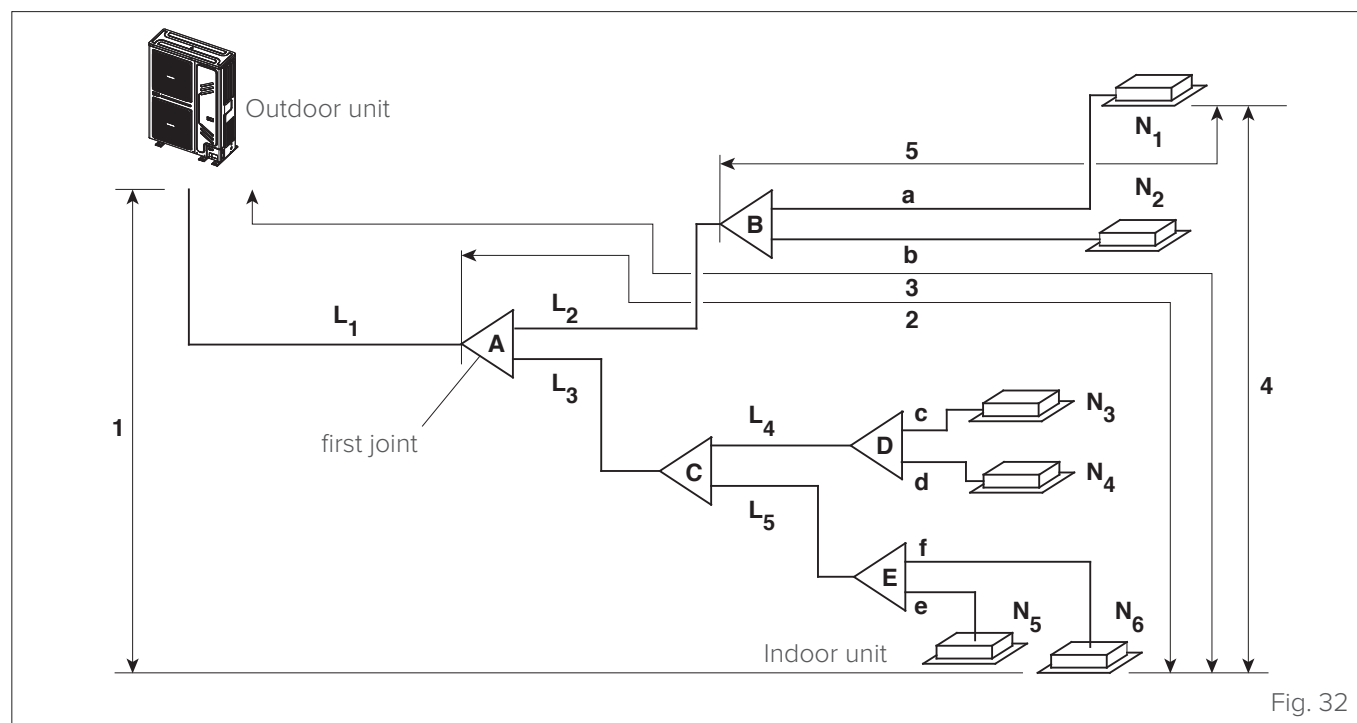 Outdoor unit
N1
5
N2
a
B
b
3
L1
L2
2
A
L3
4
1
c
N3
first joint
L4
D
C
d
N4
L5
f
E
e
N5
N6
Indoor unit
Fig. 32